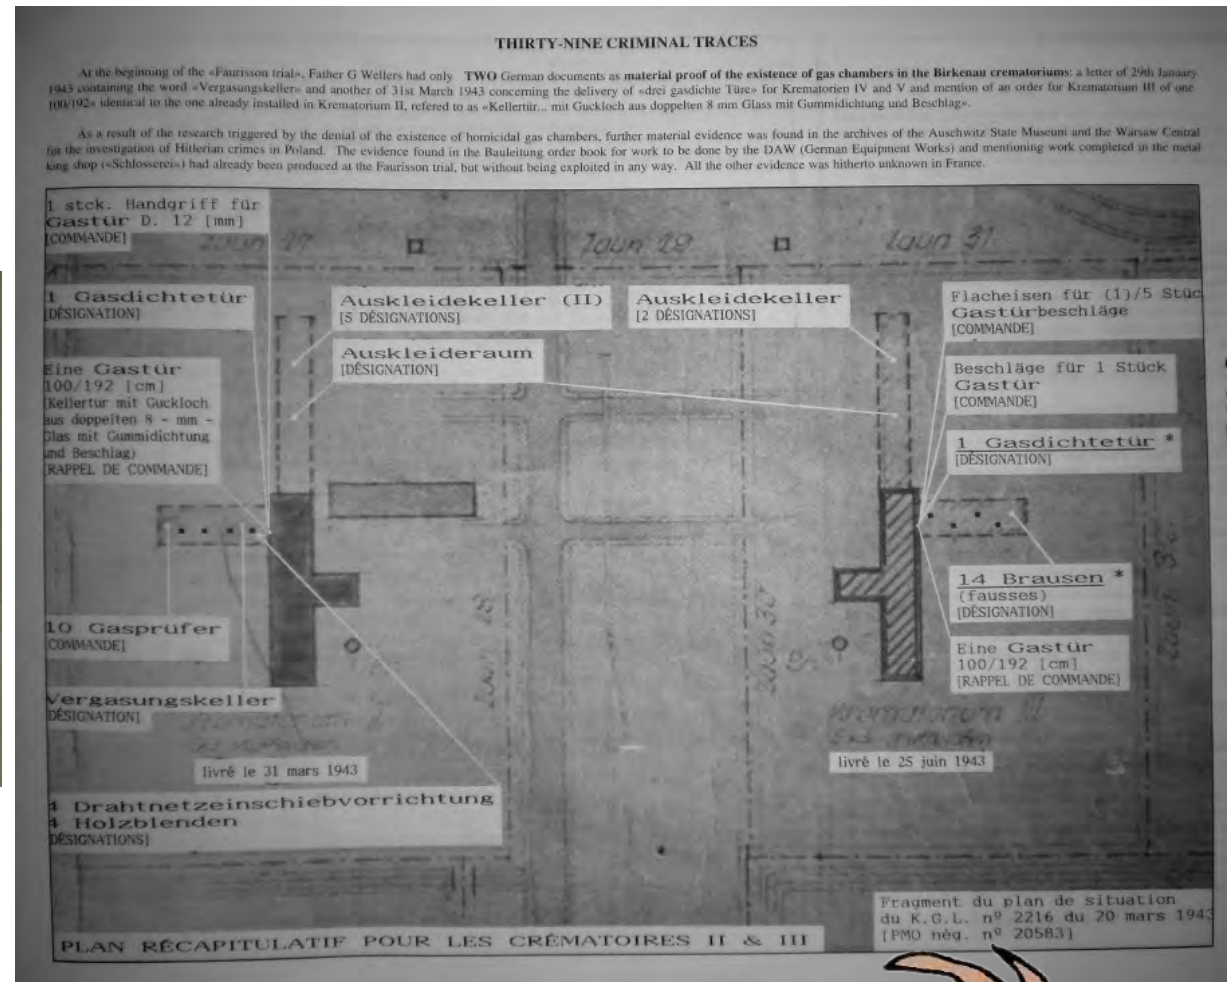 THIRTY-NINE CRIMINAL TRACES
At the beginning of the «Faurisson trial», Father G Wellers had only TWO German documents as material proof of the existence of gas chambers in the Birkenau crematoriums: a letter of 29th January
1943 containing the word «Vergasungskeller» and another of 31st March 1943 concerning the delivery of «drei gasdichte Türe» for Krematorien IV and V and mention of an order for Krematorium III of one
100/192» identical to the one already installed in Krematorium II, refered to as «Kellertür... mit Guckloch aus doppelten 8 mm Glass mit Gummidichtung und Beschlag».
As a result of the research triggered by the denial of the existence of homicidal gas chambers, further material evidence was found in the archives of the Auschwitz State Museum and the Warsaw Central
for the investigation of Hitlerian crimes in Poland. The evidence found in the Bauleitung order book for work to be done by the DAW (German Equipment Works) and mentioning work completed in the metal
king shop («Schlosserei») had already been produced at the Faurisson trial, but without being exploited in any way. All the other evidence was hitherto unknown in France.
1 stck. Handgriff für
Gastür D. 12 [mm]
[COMMANDE]
Zaun 29
Zaun 31
1 Gasdichtetür
[DÉSIGNATION]
Auskleidekeller (II)
[5 DÉSIGNATIONS]
Auskleidekeller
[2 DÉSIGNATIONS]
Flacheisen für (1)/5 Stüc
Gastürbeschläge
[COMMANDE]
Auskleideraum
[DÉSIGNATION]
Eine Gastür
100/192 [cm]
(Kellertur mit Guckloch
aus doppelten 8 - mm -
Glas mit Gummidichtung
und Beschlag)
[RAPPEL DE COMMANDE]
Beschläge für 1 Stück
Gastür
[COMMANDE]
1 Gasdichtetür *
[DÉSIGNATION]
14 Brausen *
(fausses)
[DÉSIGNATION]
10 Gasprüfer
COMMANDE]
Eine Gastür
100/192 [cm]
[RAPPEL DE COMMANDE]
Vergasungskeller
DÉSIGNATION]
Krematorium II
Krematorium III
livré le 31 mars 1943
livré le 25 juin 1943
4 Drahtnetzeinschiebvorrichtung
4 Holzblenden
DÉSIGNATIONS]
Fragment du plan de situation
du K.G.L. nº 2216 du 20 mars 1943
[PMO nég. nº 20583]
PLAN RÉCAPITULATIF POUR LES CRÉMATOIRES II & III